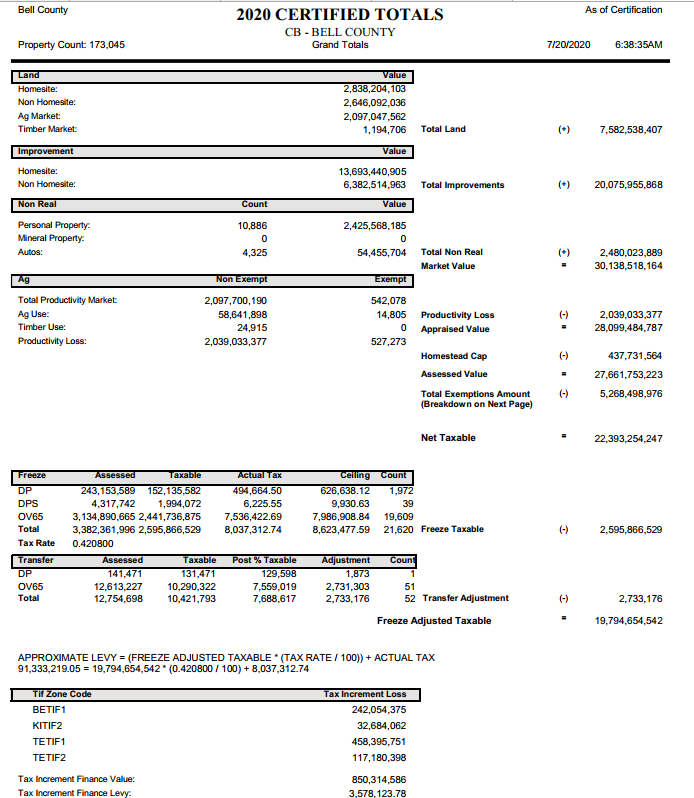 Bell County 2020 CERTIFIED TOTALS As of Certification
CB - BELL COUNTY
Property Count: 173,045 Grand Totals 7/20/2020 6:38:35AM
Land Value
Homesite: 2,838,204,103
Non Homesite: 2,646,092,036
Ag Market: 2,097,047,562
Timber Market: 1,194,706 Total Land (+) 7,582,538,407
Improvement Value
Homesite: 13,693,440,905
Non Homesite: 6,382,514,963 Total Improvements (+) 20,075,955,868
Non Real Count Value
Personal Property: 10,886 2,425,568,185
Mineral Property: 0 0
Autos: 4,325 54,455,704 Total Non Real (+) 2,480,023,889
Market Value = 30,138,518,164
Ag Non Exempt Exempt
Total Productivity Market: 2,097,700,190 542,078
Ag Use: 58,641,898 14,805 Productivity Loss (-) 2,039,033,377
Timber Use: 24,915 0 Appraised Value = 28,099,484,787
Productivity Loss: 2,039,033,377 527,273
Homestead Cap (-) 437,731,564
Assessed Value = 27,661,753,223
Total Exemptions Amount (-) 5,268,498,976
(Breakdown on Next Page)
Net Taxable = 22,393,254,247
Freeze Assessed Taxable Actual Tax Ceiling Count
DP 243,153,589 152,135,582 494,664.50 626,638.12 1,972
DPS 4,317,742 1,994,072 6,225.55 9,930.63 39
OV65 3,134,890,665 2,441,736,875 7,536,422.69 7,986,908.84 19,609
Total 3,382,361,996 2,595,866,529 8,037,312.74 8,623,477.59 21,620 Freeze Taxable (-) 2,595,866,529
Tax Rate 0.420800
Transfer Assessed Taxable Post % Taxable Adjustment Count
DP 141,471 131,471 129,598 1,873 1
OV65 12,613,227 10,290,322 7,559,019 2,731,303 51
Total 12,754,698 10,421,793 7,688,617 2,733,176 52 Transfer Adjustment (-) 2,733,176
Freeze Adjusted Taxable = 19,794,654,542
APPROXIMATE LEVY = (FREEZE ADJUSTED TAXABLE * (TAX RATE / 100)) + ACTUAL TAX
91,333,219.05 = 19,794,654,542 * (0.420800 / 100) + 8,037,312.74
Tif Zone Code Tax Increment Loss
BETIF1 242,054,375
KITIF2 32,684,062
TETIF1 458,395,751
TETIF2 117,180,398
Tax Increment Finance Value: 850,314,586
Tax Increment Finance Levy: 3,578,123.78